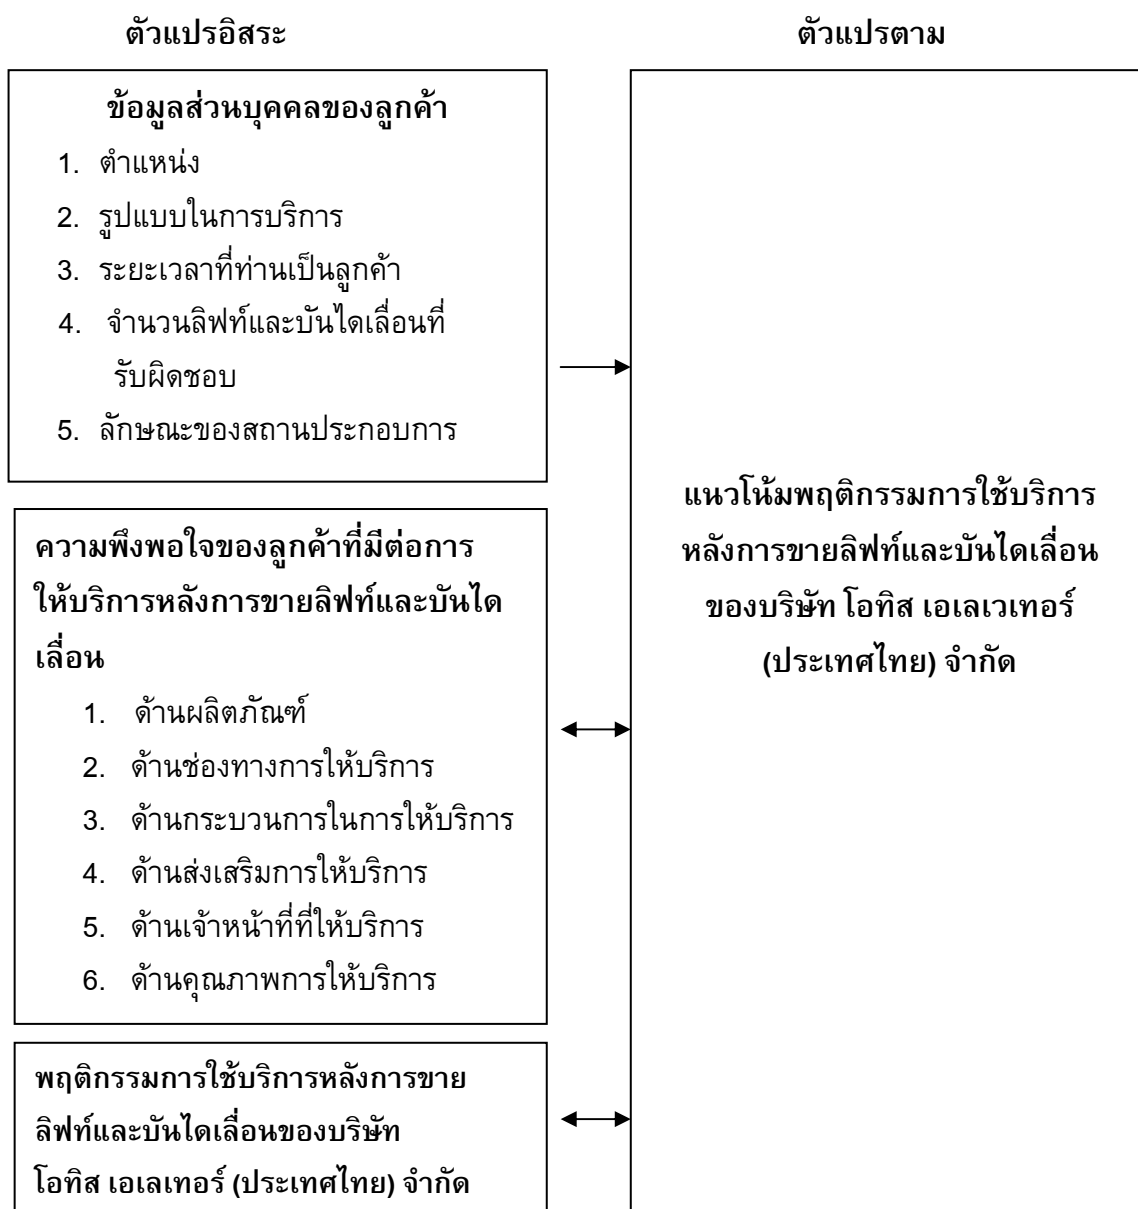 ตัวแปรอิสระ
ตัวแปรตาม
ข้อมูลส่วนบุคคลของลูกค้า
1. ตำแหน่ง
2. รูปแบบในการบริการ
3. ระยะเวลาที่ท่านเป็นลูกค้า
4. จำนวนลิฟท์และบันไดเลื่อนที่
รับผิดชอบ
5. ลักษณะของสถานประกอบการ
ความพึงพอใจของลูกค้าที่มีต่อการ
ให้บริการหลังการขายลิฟท์และบันได
เลื่อน
1. ด้านผลิตภัณฑ์
2. ด้านช่องทางการให้บริการ
3. ด้านกระบวนการในการให้บริการ
4. ด้านส่งเสริมการให้บริการ
5. ด้านเจ้าหน้าที่ที่ให้บริการ
6. ด้านคุณภาพการให้บริการ
พฤติกรรมการใช้บริการหลังการขาย
ลิฟท์และบันไดเลื่อนของบริษัท
โอทิส เอเลเทอร์ (ประเทศไทย) จำกัด
แนวโน้มพฤติกรรมการใช้บริการ
หลังการขายลิฟท์และบันไดเลื่อน
ของบริษัท โอทิส เอเลเวเทอร์
(ประเทศไทย) จำกัด